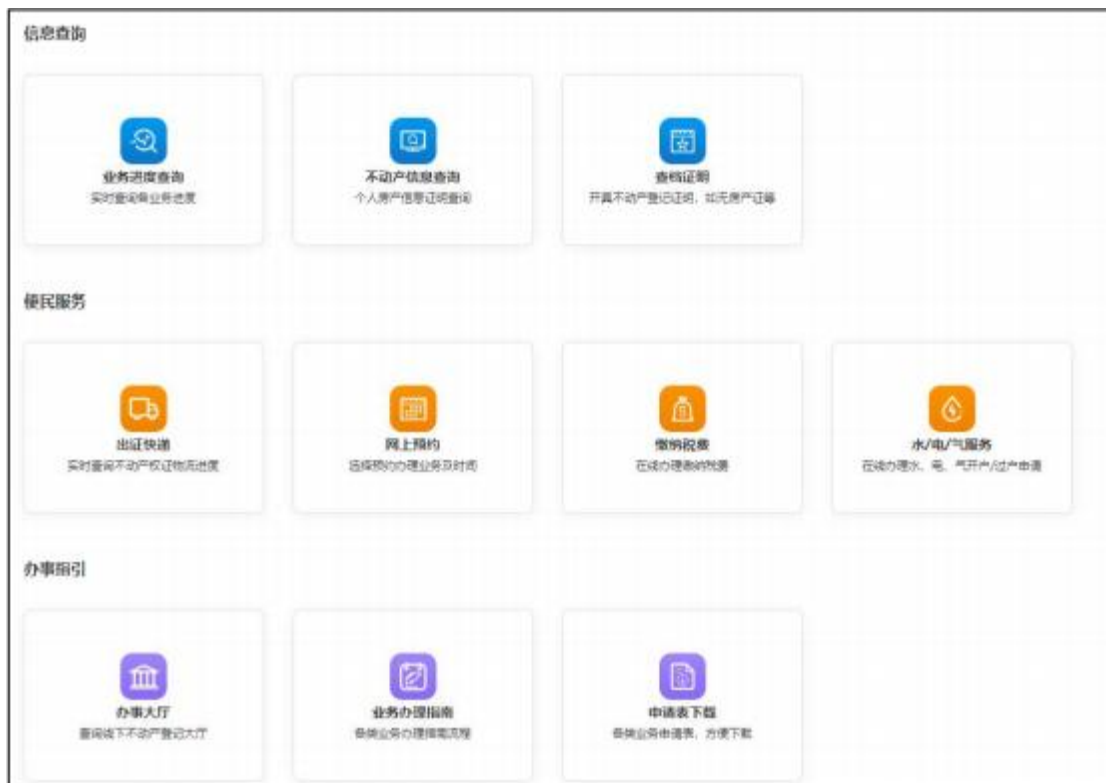 信息查询
业务进度查询
实时查询各业务进度
不动产信息查询
个人房产信息证明查询
查档证明
开具不动产登记证明，如无房产证等
便民服务
出证快递
实时查询不动产权证物流进度
网上预约
选择预约办理业务及时间
缴纳税费
在线办理缴纳税费
水/电/气服务
在线办理水、电、气开户/过户申请
办事指引
办事大厅
查询线下不动产登记大厅
业务办理指南
各类业务办理指南流程
申请表下载
各类业务申请表，方便下载